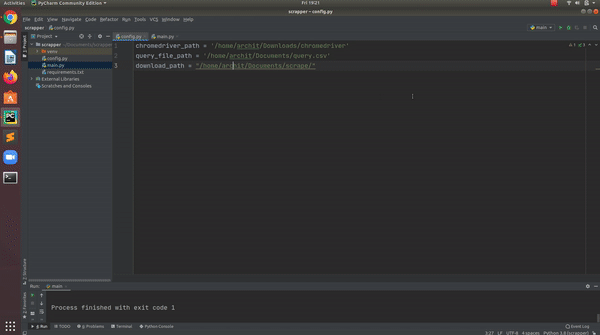 Activities PyCharm Community Edition Fri 19:21
scrapper – config.py
File Edit View Navigate Code Refactor Run Tools VCS Window Help
scrapper config.py main
Project config.py main.py
scrapper
venv
config.py
main.py
requirements.txt
External Libraries
Scratches and Consoles
1 chromedriver_path = '/home/archit/Downloads/chromedriver'
2 query_file_path = '/home/archit/Documents/query.csv'
3 download_path = "/home/archit/Documents/scrape/"
Run: main
Process finished with exit code 1
Run TODO Problems Terminal Python Console Event Log
3:27 LF UTF-8 4 spaces Python 3.8 (scrapper)